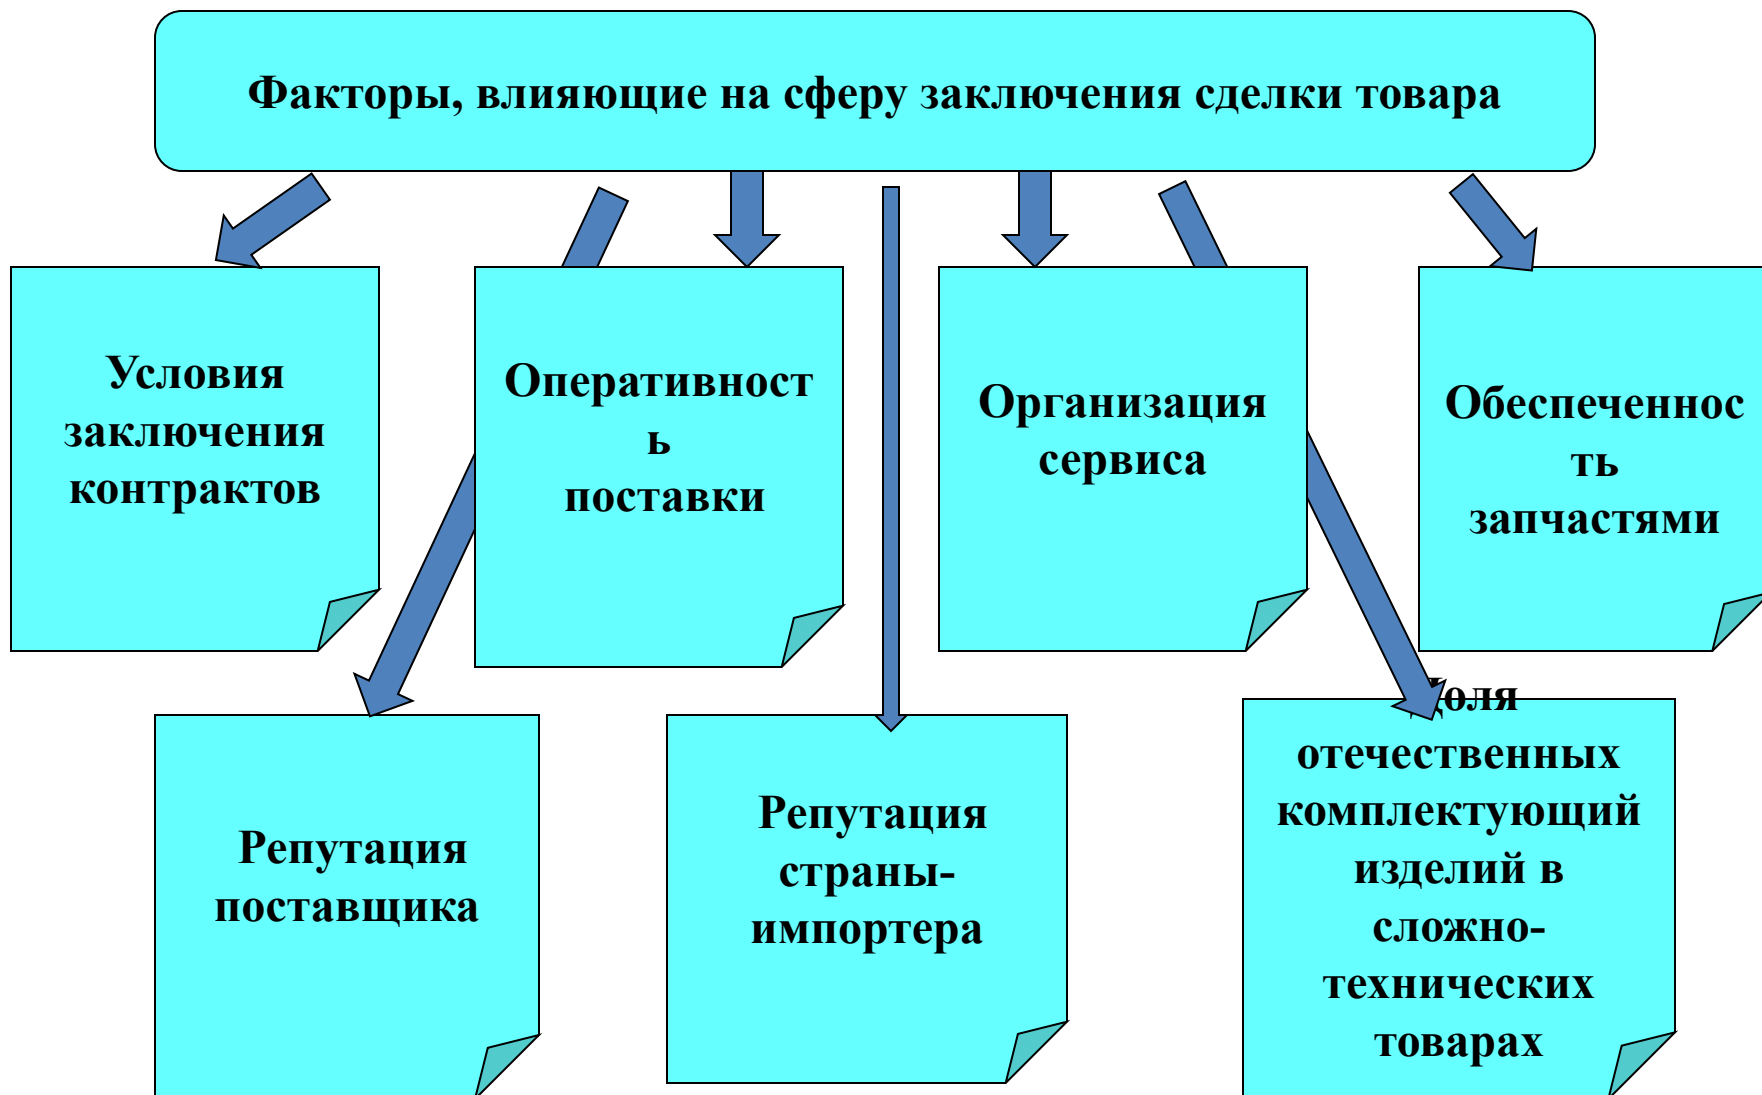 Факторы, влияющие на сферу заключения сделки товара
Условия
заключения
контрактов
Оперативност
ь
поставки
Организация
сервиса
Обеспеченнос
ть
запчастями
Репутация
поставщика
Репутация
страны-
импортера
Доля
отечественных
комплектующий
изделий в
сложно-
технических
товарах